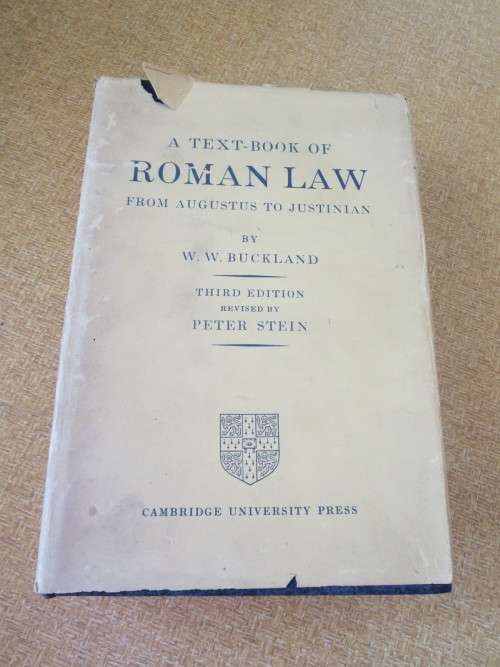 A TEXT-BOOK OF
ROMAN LAW
FROM AUGUSTUS TO JUSTINIAN
BY
W. W. BUCKLAND
THIRD EDITION
REVISED BY
PETER STEIN
CAMBRIDGE UNIVERSITY PRESS